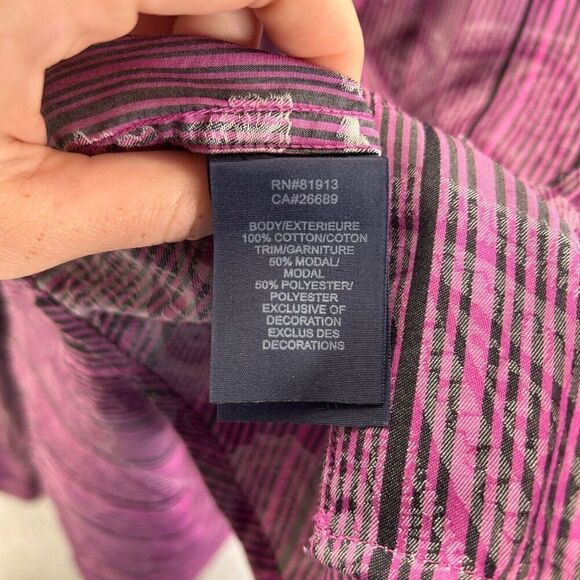 RN#81913
CA#26689
BODY/EXTERIEURE
100% COTTON/COTON
TRIM/GARNITURE
50% MODAL/
MODAL
50% POLYESTER/
POLYESTER
EXCLUSIVE OF
DECORATION
EXCLUS DES
DECORATIONS